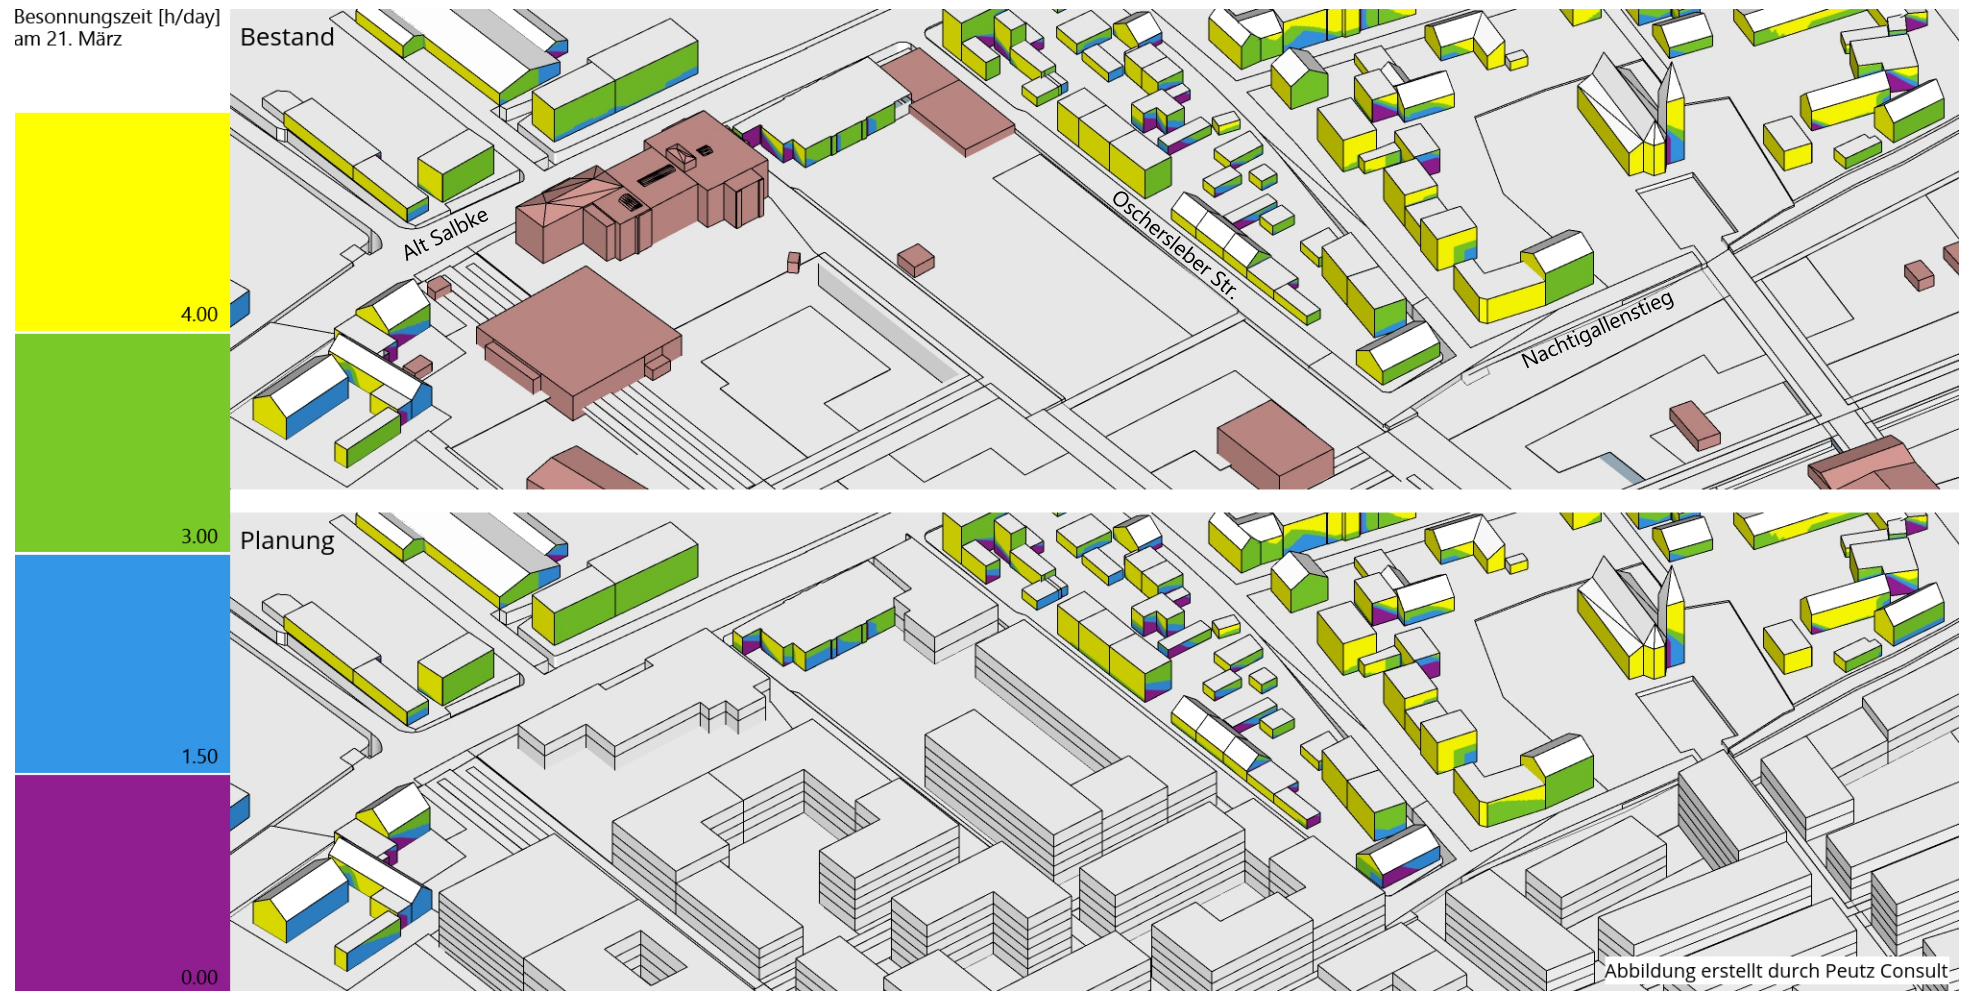 Besonnungszeit [h/day]
am 21. März
4.00
3.00
1.50
0.00
Bestand
Alt Salbke
Oschersleber Str.
Nachtigallenstieg
Planung
Abbildung erstellt durch Peutz Consult